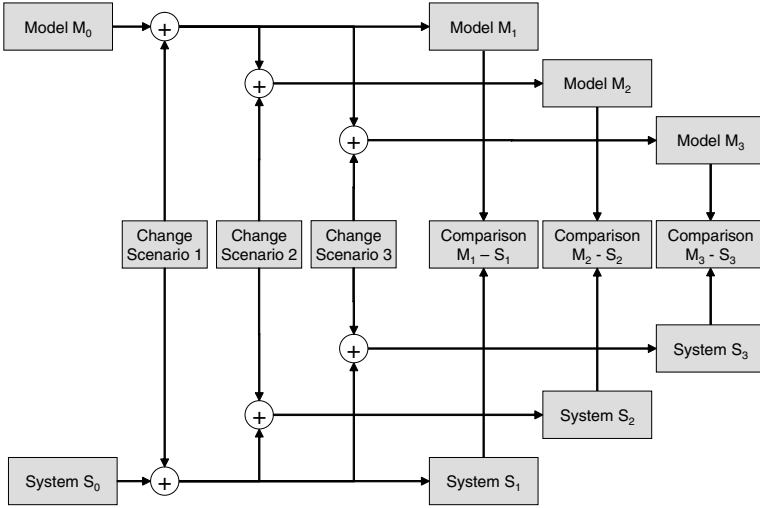 Model M₀
+
Model M₁
+
Model M₂
+
Model M₃
Change
Scenario 1
Change
Scenario 2
Change
Scenario 3
Comparison
M₁ – S₁
Comparison
M₂ - S₂
Comparison
M₃ - S₃
+
System S₃
+
System S₂
System S₀
+
System S₁